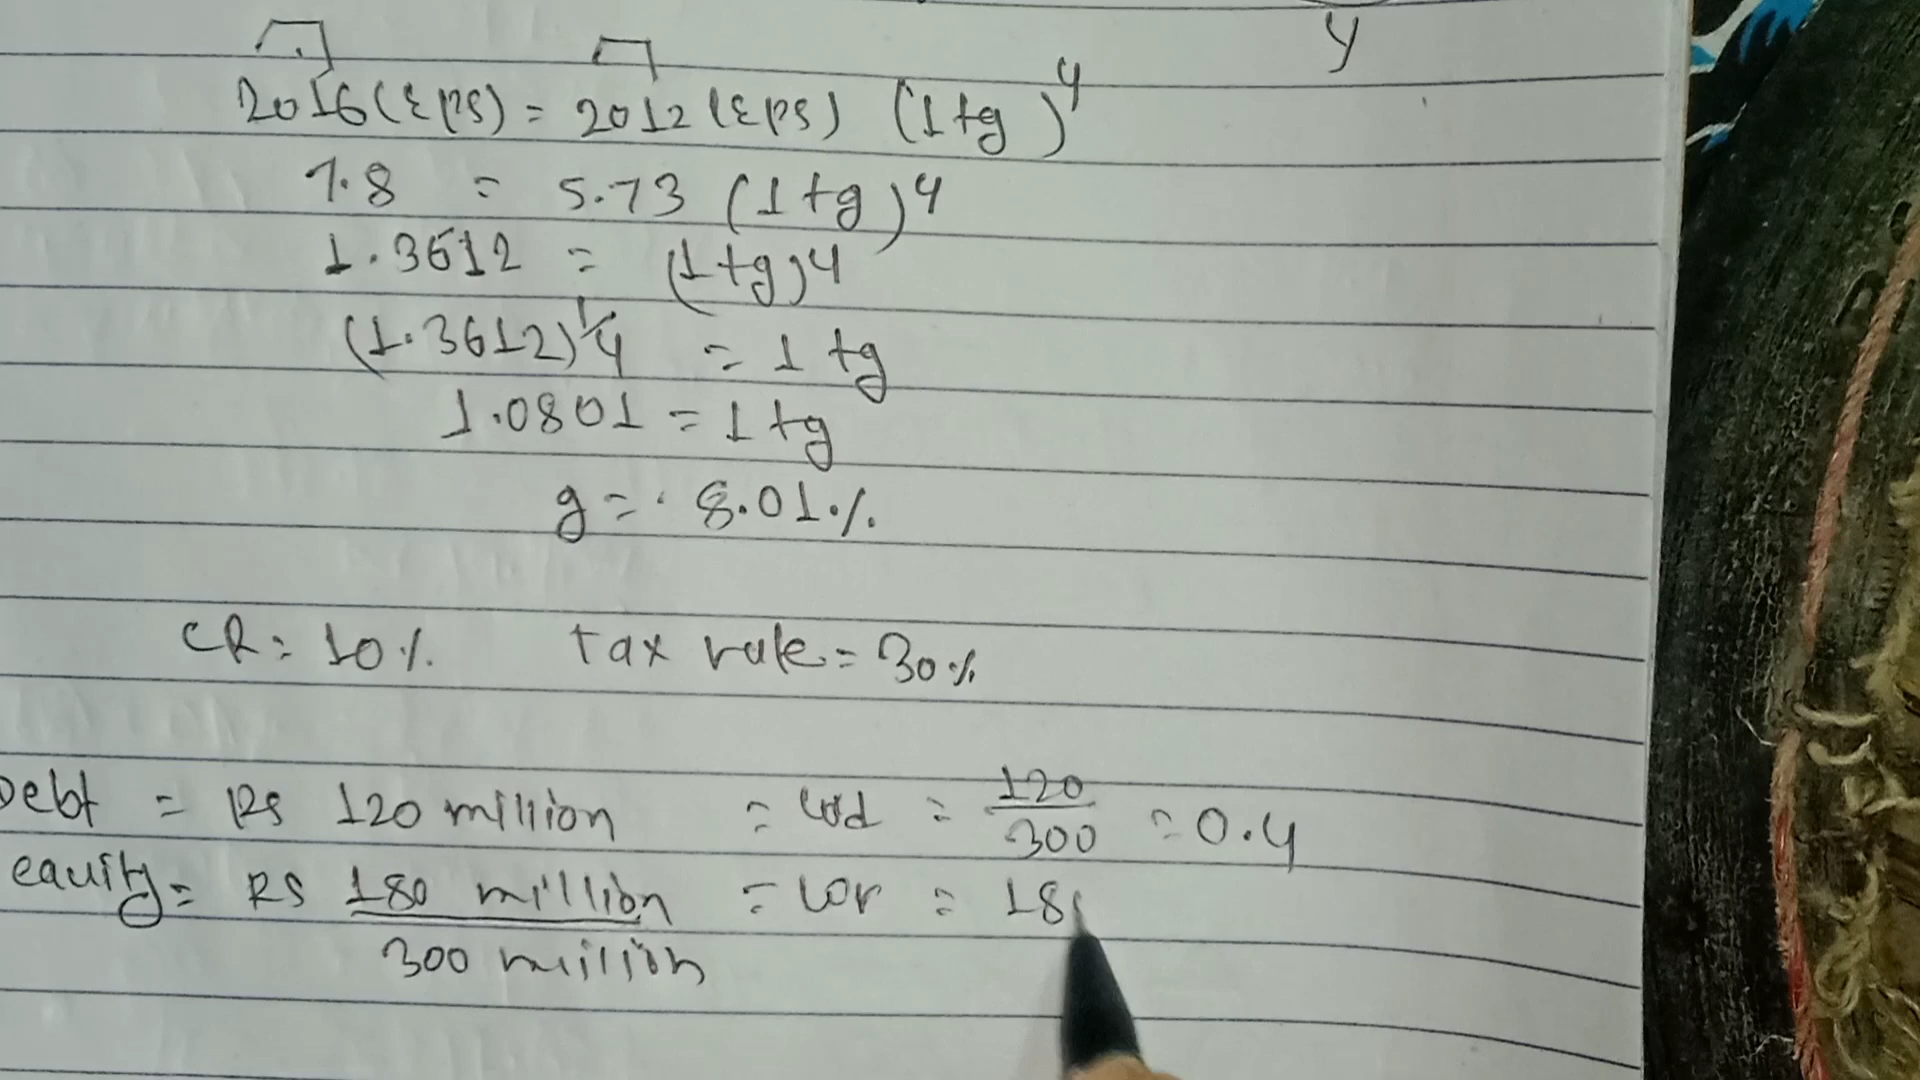 y
2016(EPS) = 2012(EPS) (1+g)4
7.8 = 5.73 (1+g)4
1.3612 = (1+g)4
(1.3612)1/4 = 1+g
1.0801 = 1+g
g = 8.01%
CR = 10% tax rate = 30%
Debt = RS 120 million = wd = 120/300 = 0.4
equity = RS 180 million = wr = 18
300 million